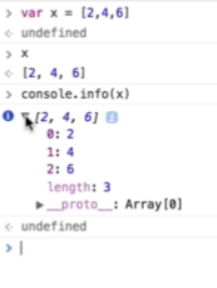 > var x = [2,4,6]
< undefined
> x
< [2, 4, 6]
> console.info(x)
▼[2, 4, 6] i
0: 2
1: 4
2: 6
length: 3
▶__proto__: Array[0]
< undefined
>